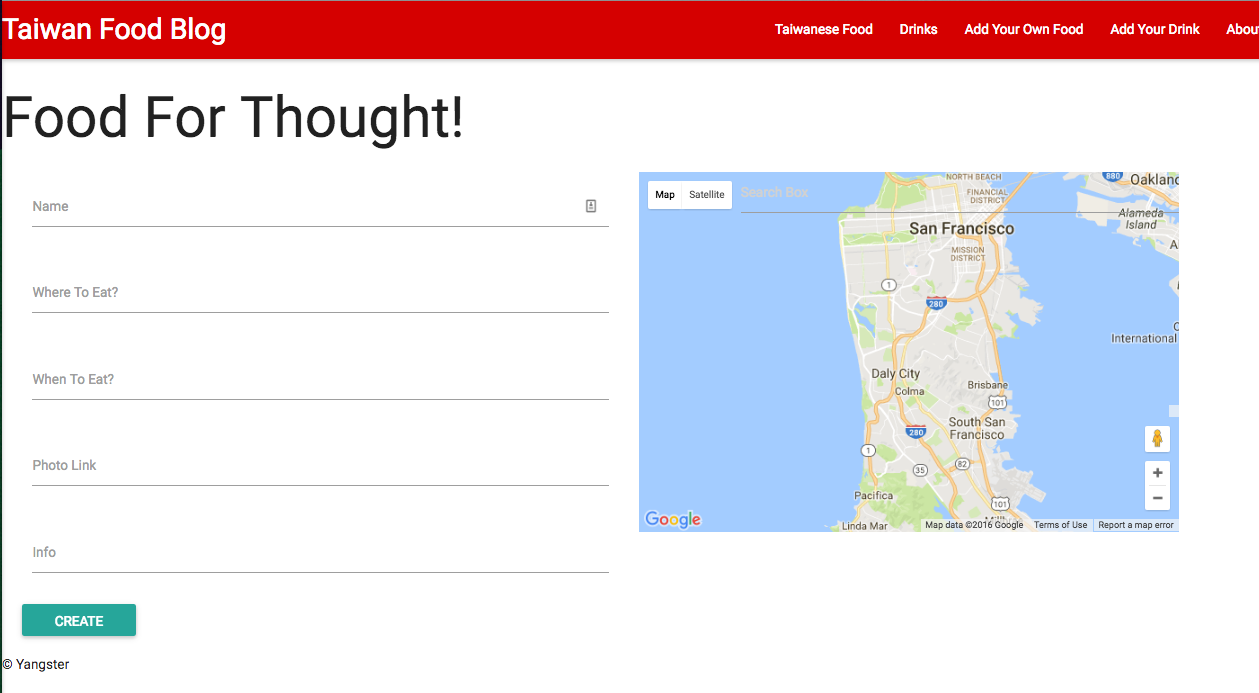 Taiwan Food Blog
Taiwanese Food Drinks Add Your Own Food Add Your Drink Abou
Food For Thought!
Name
Where To Eat?
When To Eat?
Photo Link
Info
CREATE
© Yangster
Map Satellite Search Box
NORTH BEACH
FINANCIAL
DISTRICT
880
Oaklanc
Alameda
Island
San Francisco
MISSION
DISTRICT
A
1
280
International
Daly City
Colma
Brisbane
101
South San
Francisco
280
1
35
82
Pacifica
101
Linda Mar
Google
Map data ©2016 Google Terms of Use Report a map error